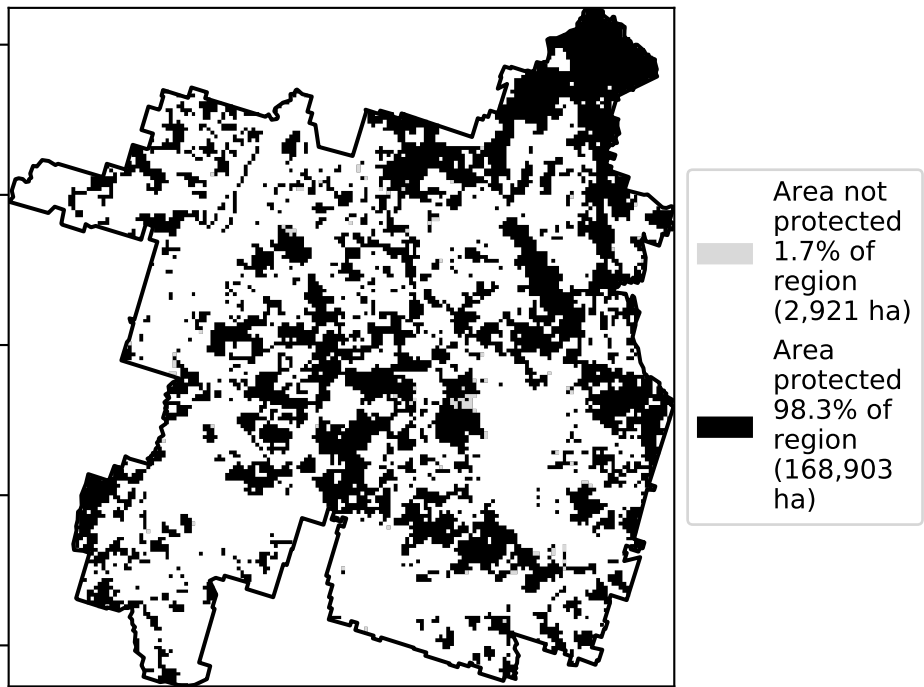 Area not
protected
1.7% of
region
(2,921 ha)
Area
protected
98.3% of
region
(168,903
ha)